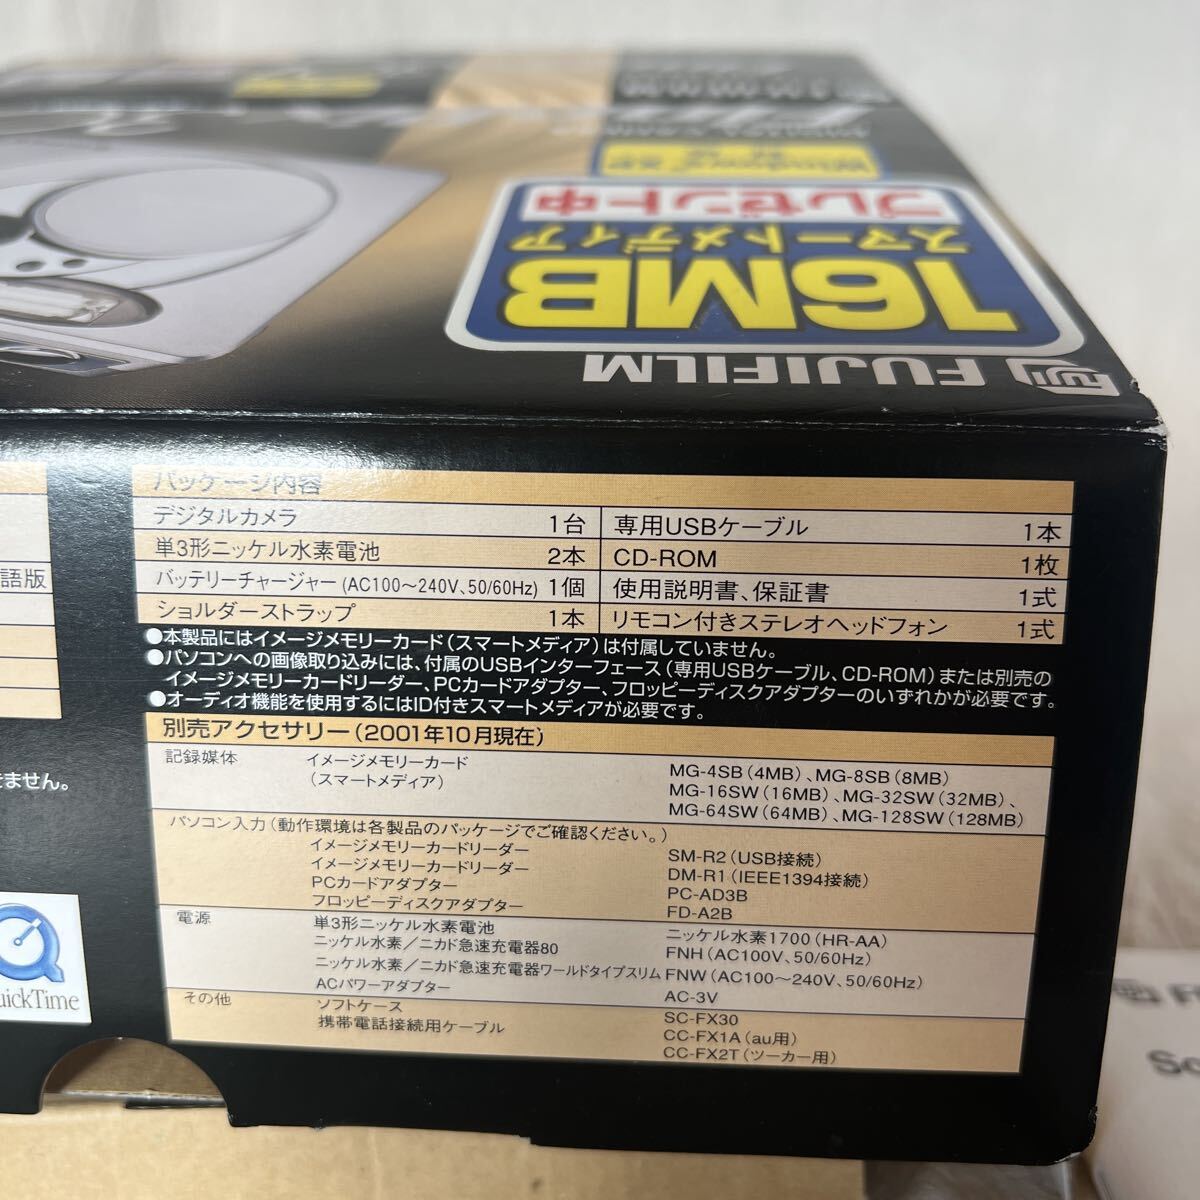 プレゼント中
スマートメディア
16MB
FUJIFILM
パッケージ内容
デジタルカメラ 1台 専用USBケーブル 1本
単3形ニッケル水素電池 2本 CD-ROM 1枚
バッテリーチャージャー(AC100～240V、50/60Hz) 1個 使用説明書、保証書 1式
ショルダーストラップ 1本 リモコン付きステレオヘッドフォン 1式
●本製品にはイメージメモリーカード(スマートメディア)は付属していません。
●パソコンへの画像取り込みには、付属のUSBインターフェース(専用USBケーブル、CD-ROM)または別売の
イメージメモリーカードリーダー、PCカードアダプター、フロッピーディスクアダプターのいずれかが必要です。
●オーディオ機能を使用するにはID付きスマートメディアが必要です。
別売アクセサリー(2001年10月現在)
記録媒体 イメージメモリーカード MG-4SB(4MB)、MG-8SB(8MB)
(スマートメディア) MG-16SW(16MB)、MG-32SW(32MB)、
MG-64SW(64MB)、MG-128SW(128MB)
パソコン入力(動作環境は各製品のパッケージでご確認ください。)
イメージメモリーカードリーダー SM-R2(USB接続)
イメージメモリーカードリーダー DM-R1(IEEE1394接続)
PCカードアダプター PC-AD3B
フロッピーディスクアダプター FD-A2B
電源 単3形ニッケル水素電池 ニッケル水素1700(HR-AA)
ニッケル水素／ニカド急速充電器80 FNH(AC100V、50/60Hz)
ニッケル水素／ニカド急速充電器ワールドタイプスリム FNW(AC100～240V、50/60Hz)
ACパワーアダプター AC-3V
その他 ソフトケース SC-FX30
携帯電話接続用ケーブル CC-FX1A(au用)
CC-FX2T(ツーカー用)
語版
きません。
uickTime